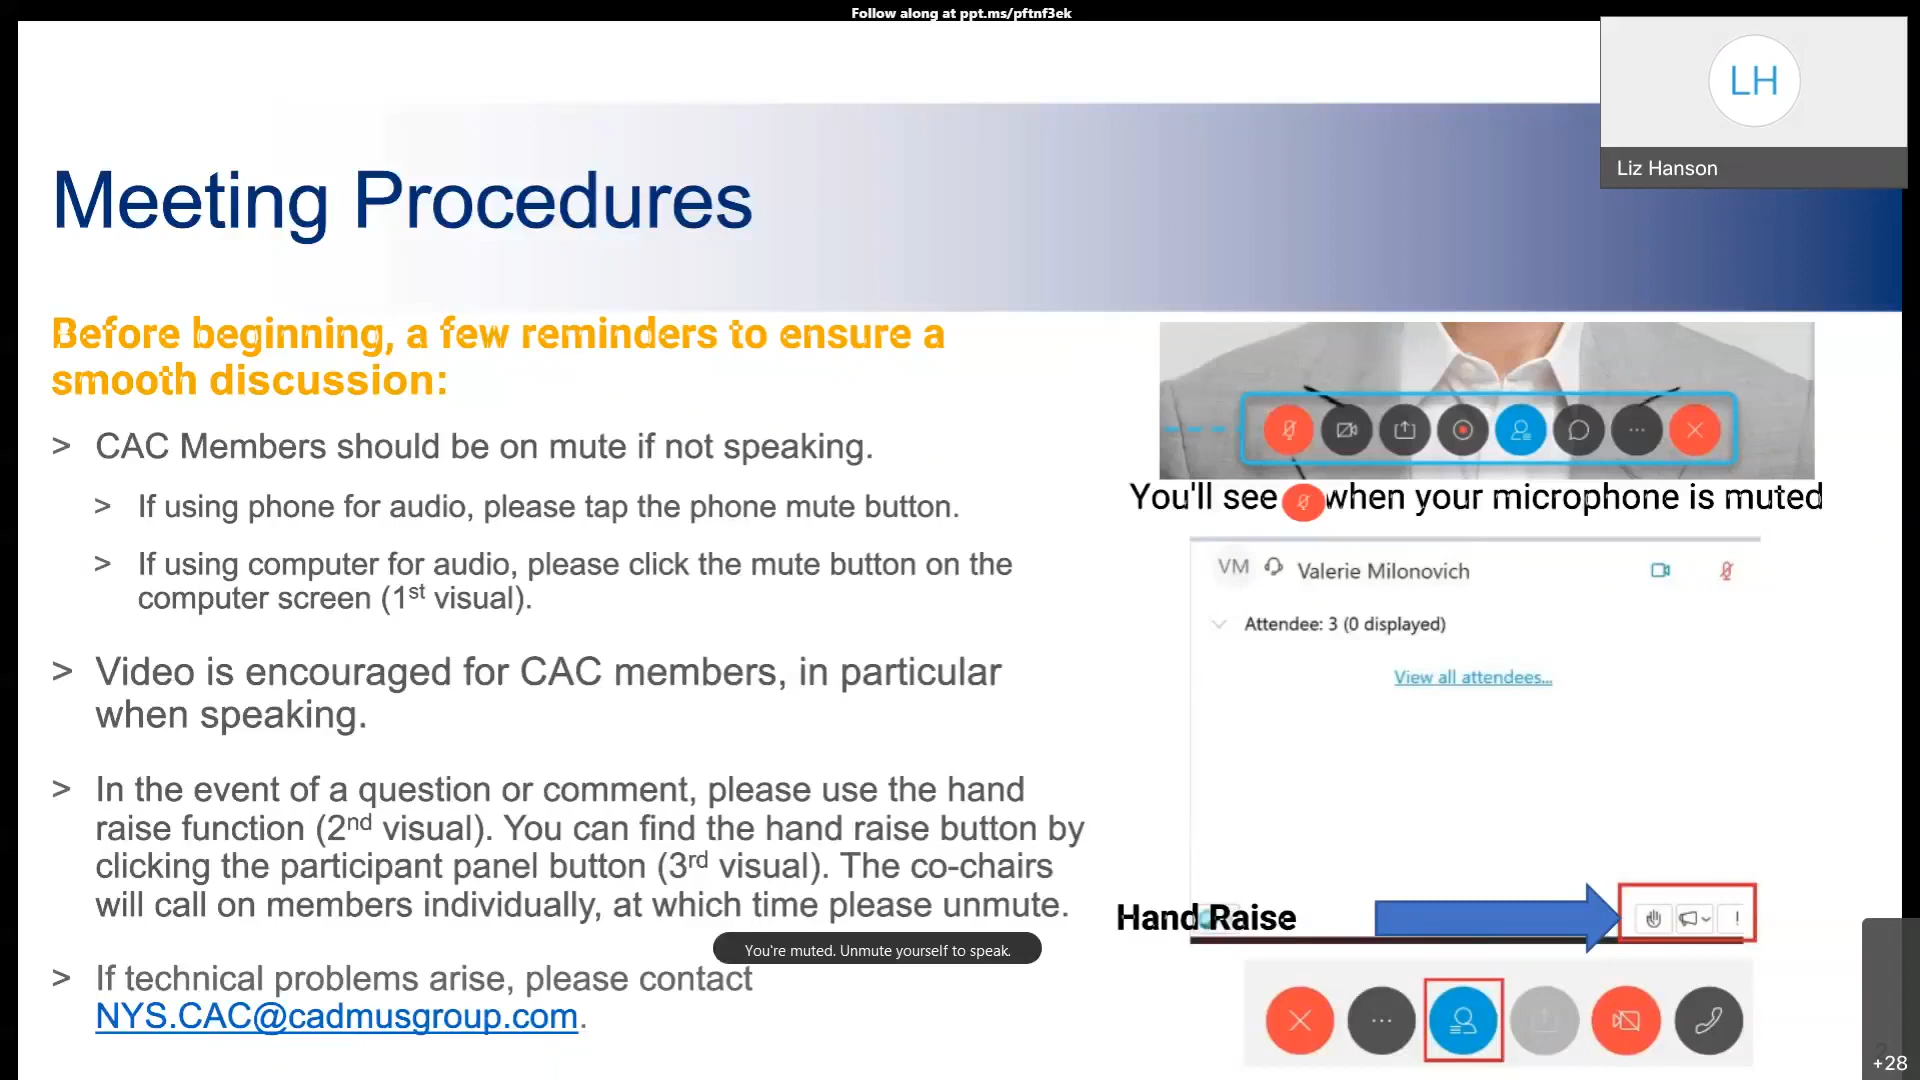 Follow along at ppt.ms/pftnf3ek
LH
Liz Hanson
Meeting Procedures
Before beginning, a few reminders to ensure a
smooth discussion:
> CAC Members should be on mute if not speaking.
> If using phone for audio, please tap the phone mute button.
> If using computer for audio, please click the mute button on the
computer screen (1st visual).
> Video is encouraged for CAC members, in particular
when speaking.
> In the event of a question or comment, please use the hand
raise function (2nd visual). You can find the hand raise button by
clicking the participant panel button (3rd visual). The co-chairs
will call on members individually, at which time please unmute.
You're muted. Unmute yourself to speak.
> If technical problems arise, please contact
NYS.CAC@cadmusgroup.com.
You'll see when your microphone is muted
VM Valerie Milonovich
Attendee: 3 (0 displayed)
View all attendees...
Hand Raise
+28